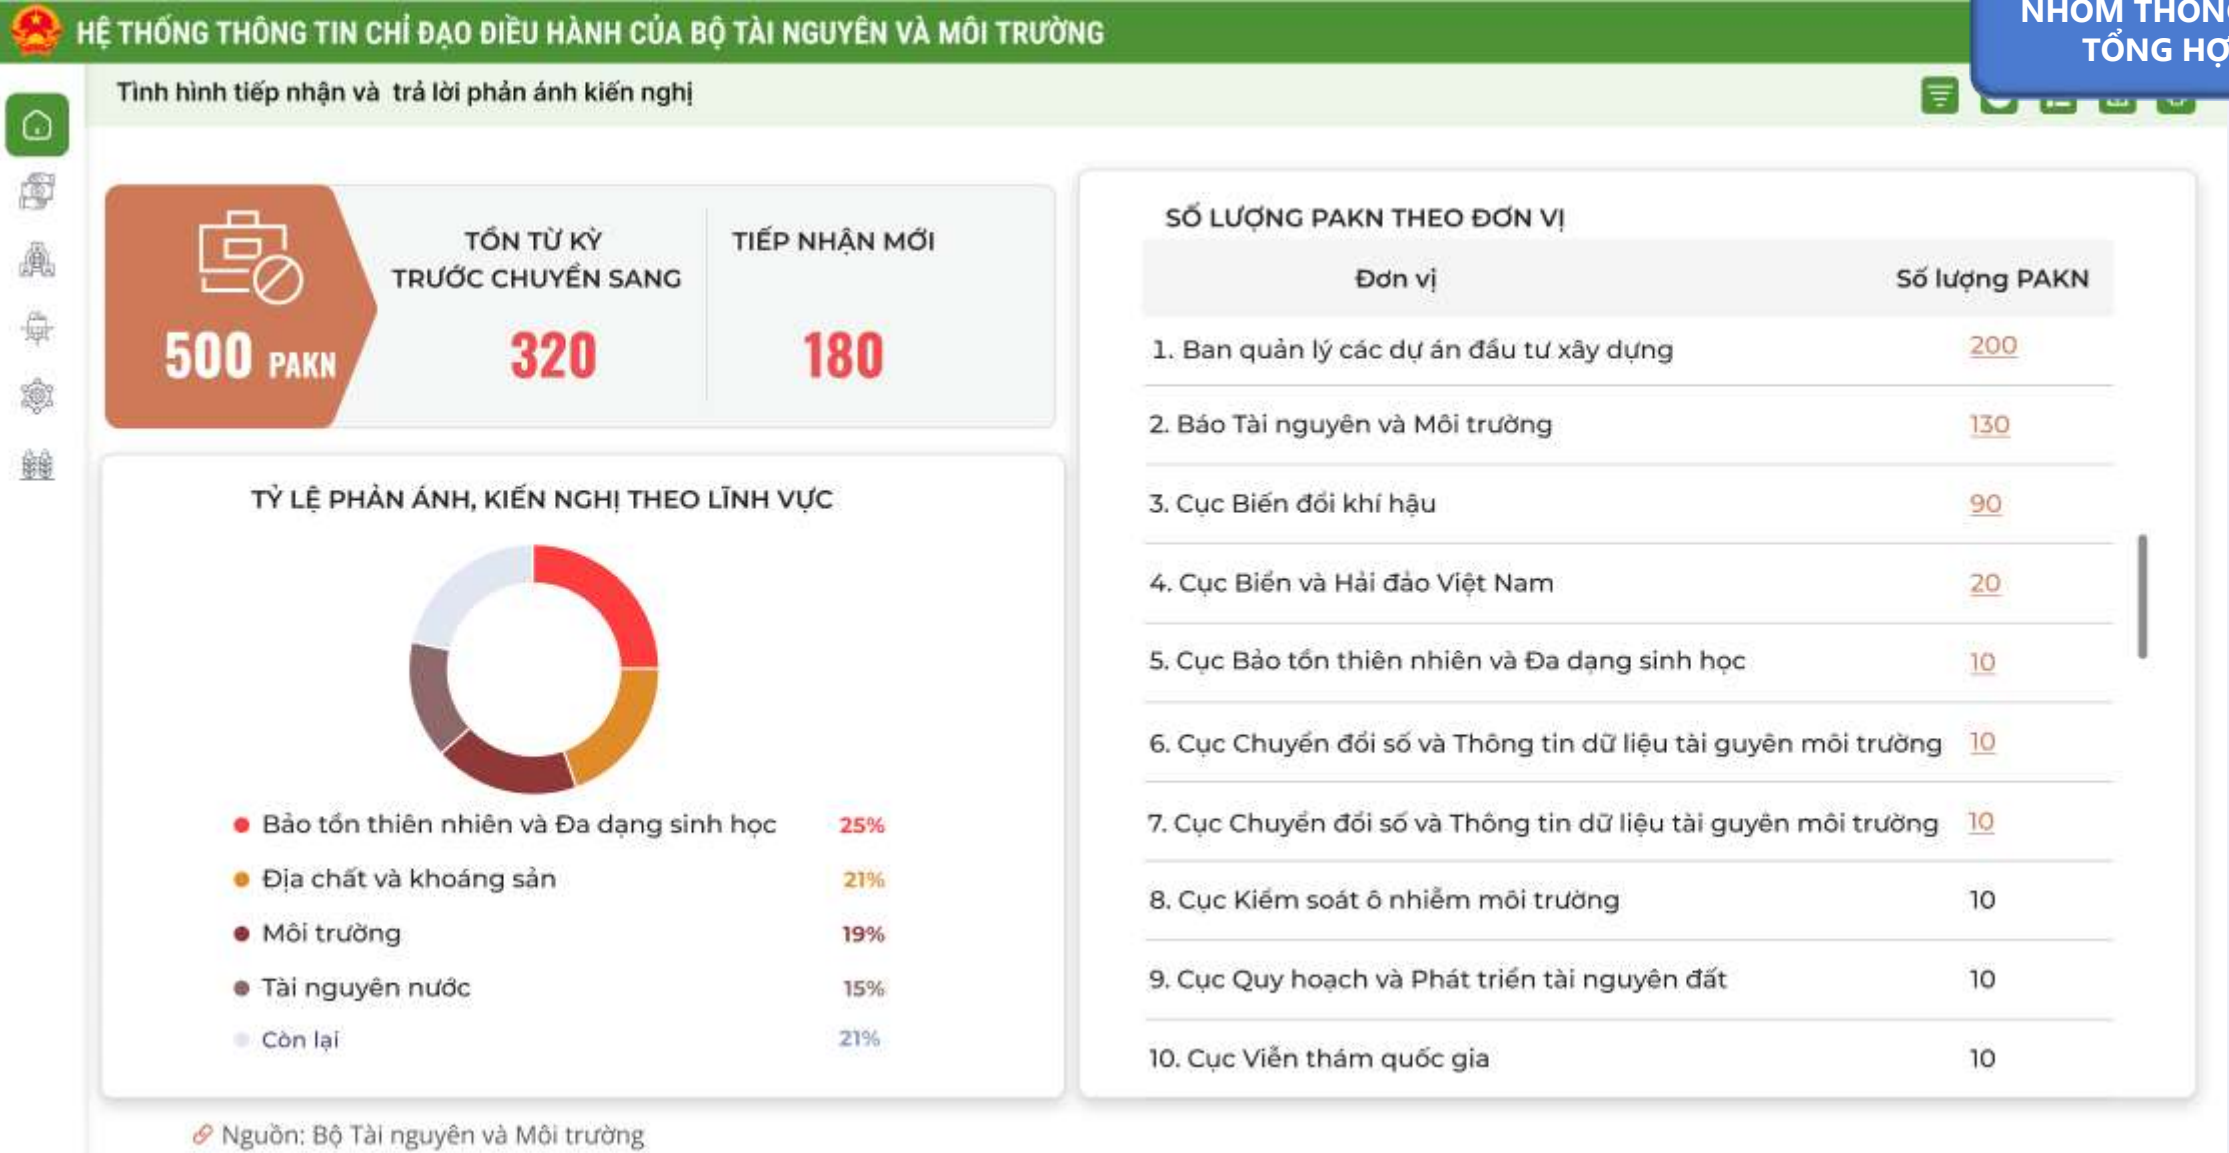 HỆ THỐNG THÔNG TIN CHỈ ĐẠO ĐIỀU HÀNH CỦA BỘ TÀI NGUYÊN VÀ MÔI TRƯỜNG
TỔNG HỢ
Tình hình tiếp nhận và trả lời phản ánh kiến nghị
500 PAKN
TỒN TỪ KỲ
TRƯỚC CHUYỂN SANG
320
TIẾP NHẬN MỚI
180
TỶ LỆ PHẢN ÁNH, KIẾN NGHỊ THEO LĨNH VỰC
Bảo tồn thiên nhiên và Đa dạng sinh học 25%
Địa chất và khoáng sản 21%
Môi trường 19%
Tài nguyên nước 15%
Còn lại 21%
SỐ LƯỢNG PAKN THEO ĐƠN VỊ
Đơn vị Số lượng PAKN
1. Ban quản lý các dự án đầu tư xây dựng 200
2. Báo Tài nguyên và Môi trường 130
3. Cục Biến đổi khí hậu 90
4. Cục Biển và Hải đảo Việt Nam 20
5. Cục Bảo tồn thiên nhiên và Đa dạng sinh học 10
6. Cục Chuyển đổi số và Thông tin dữ liệu tài guyên môi trường 10
7. Cục Chuyển đổi số và Thông tin dữ liệu tài guyên môi trường 10
8. Cục Kiểm soát ô nhiễm môi trường 10
9. Cục Quy hoạch và Phát triển tài nguyên đất 10
10. Cục Viễn thám quốc gia 10
Nguồn: Bộ Tài nguyên và Môi trường